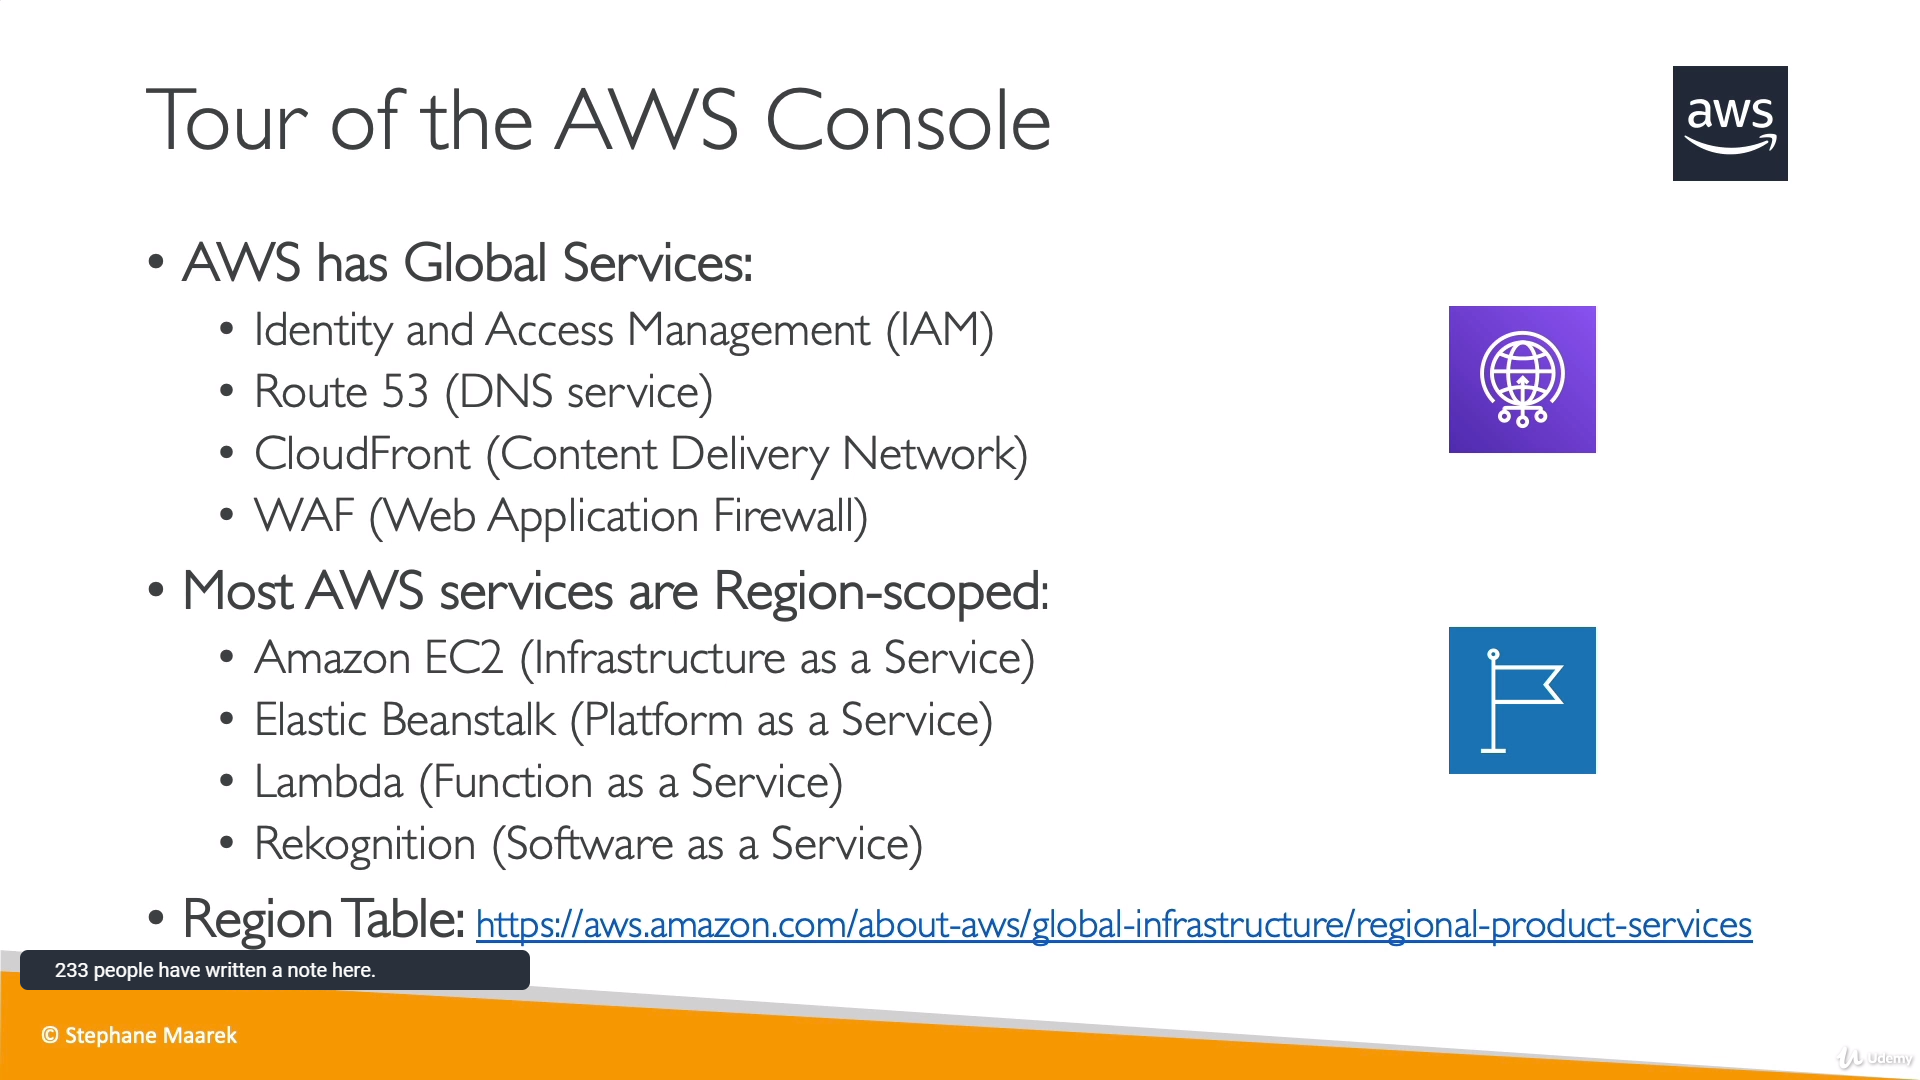 Tour of the AWS Console
aws
• AWS has Global Services:
• Identity and Access Management (IAM)
• Route 53 (DNS service)
• CloudFront (Content Delivery Network)
• WAF (Web Application Firewall)
• Most AWS services are Region-scoped:
• Amazon EC2 (Infrastructure as a Service)
• Elastic Beanstalk (Platform as a Service)
• Lambda (Function as a Service)
• Rekognition (Software as a Service)
• Region Table: https://aws.amazon.com/about-aws/global-infrastructure/regional-product-services
233 people have written a note here.
© Stephane Maarek
Udemy